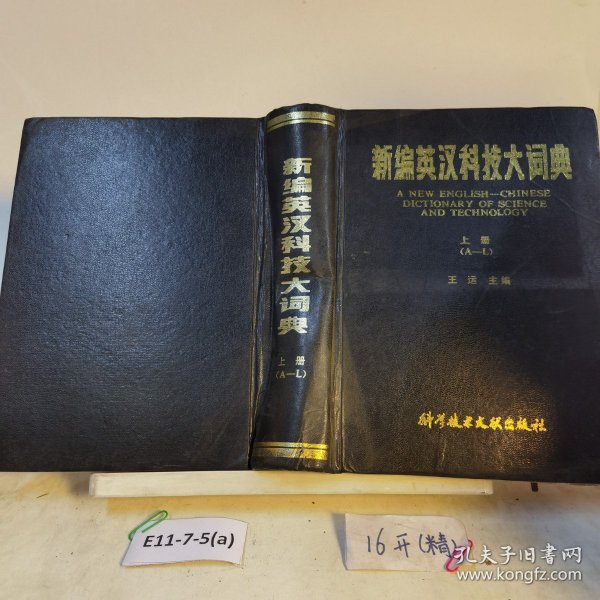 新编英汉科技大词典
上册
(A—L)
新编英汉科技大词典
A NEW ENGLISH—CHINESE
DICTIONARY OF SCIENCE
AND TECHNOLOGY
上册
(A—L)
王运 主编
科学技术文献出版社
E11-7-5(a)
16开(精)
孔夫子旧书网
www.kongfz.com